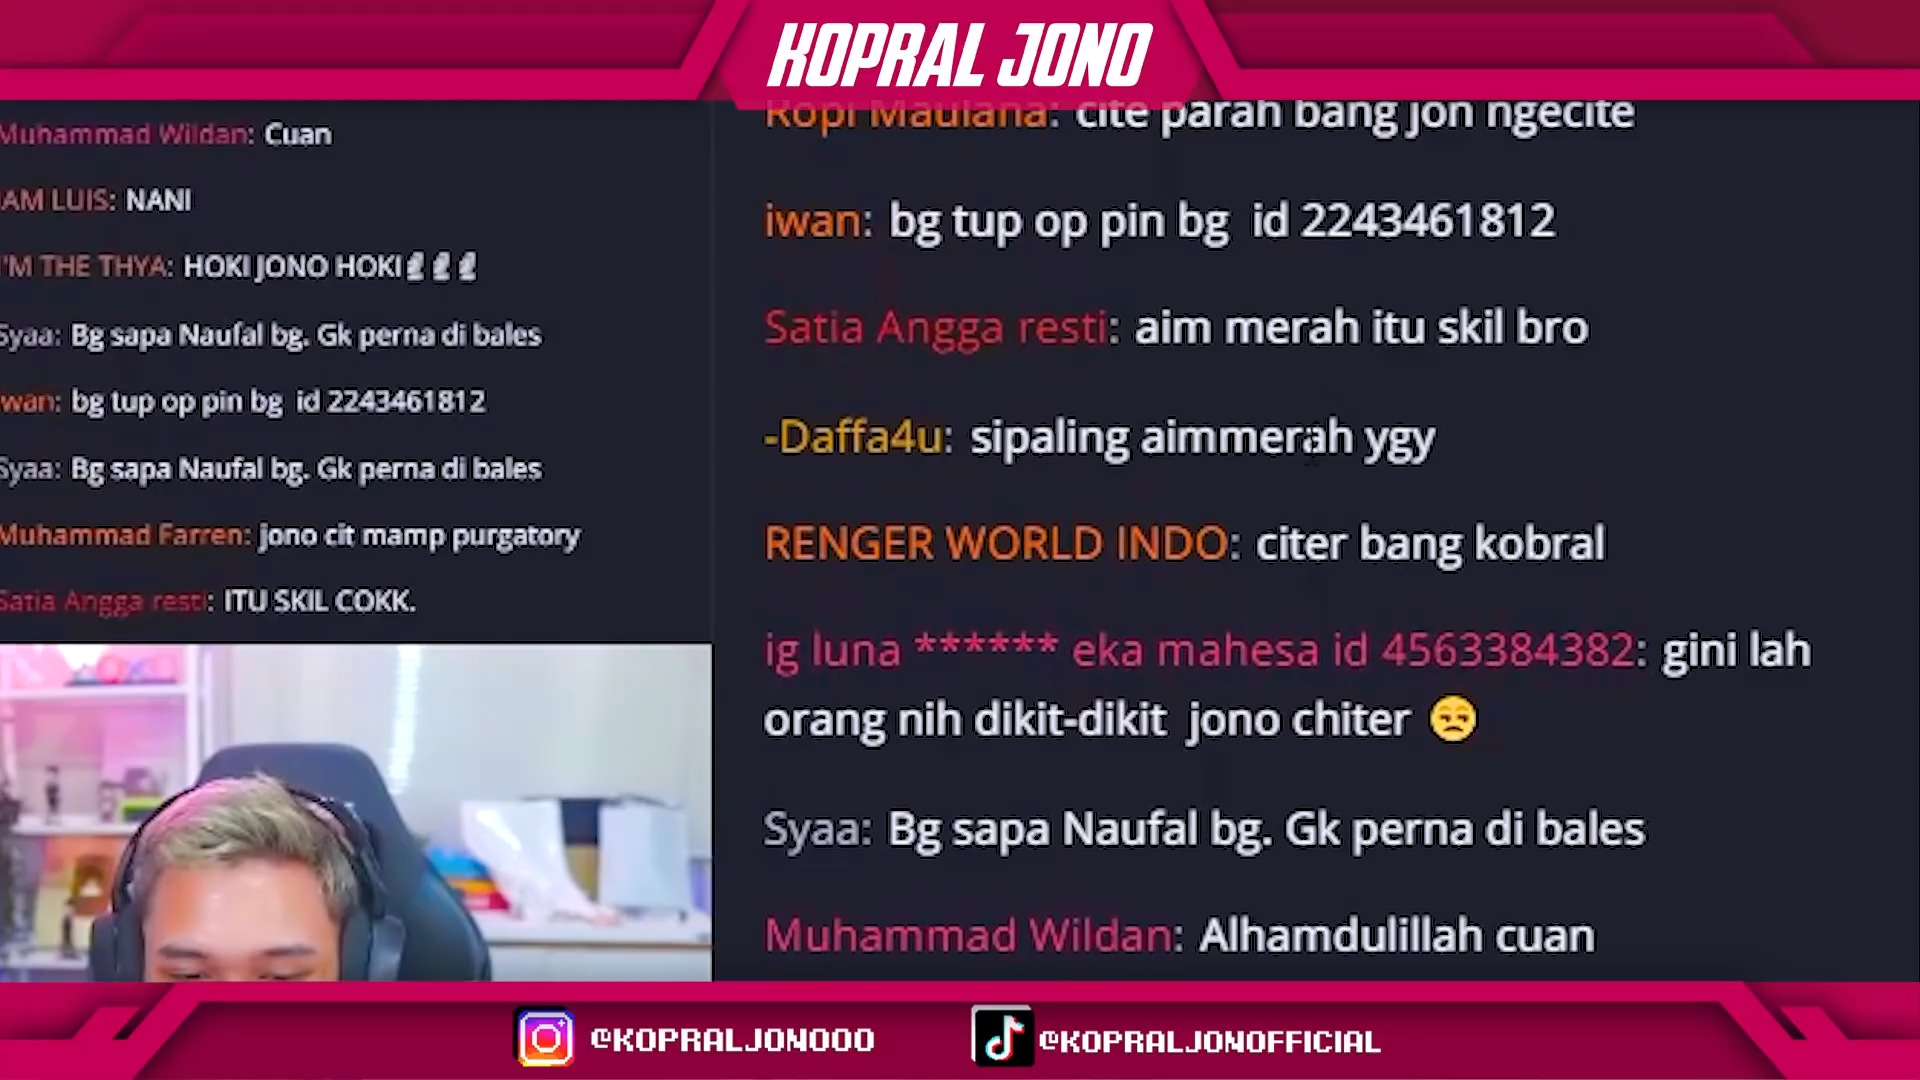 KOPRAL JONO
Muhammad Wildan: Cuan
IAM LUIS: NANI
I'M THE THYA: HOKI JONO HOKI
Syaa: Bg sapa Naufal bg. Gk perna di bales
iwan: bg tup op pin bg id 2243461812
Syaa: Bg sapa Naufal bg. Gk perna di bales
Muhammad Farren: jono cit mamp purgatory
Satia Angga resti: ITU SKIL COKK.
Ropi Maulana: cite parah bang jon ngecite
iwan: bg tup op pin bg id 2243461812
Satia Angga resti: aim merah itu skil bro
-Daffa4u: sipaling aimmerah ygy
RENGER WORLD INDO: citer bang kobral
ig luna ****** eka mahesa id 4563384382: gini lah
orang nih dikit-dikit jono chiter 😒
Syaa: Bg sapa Naufal bg. Gk perna di bales
Muhammad Wildan: Alhamdulillah cuan
@KOPRALJONOOO
@KOPRALJONOFFICIAL